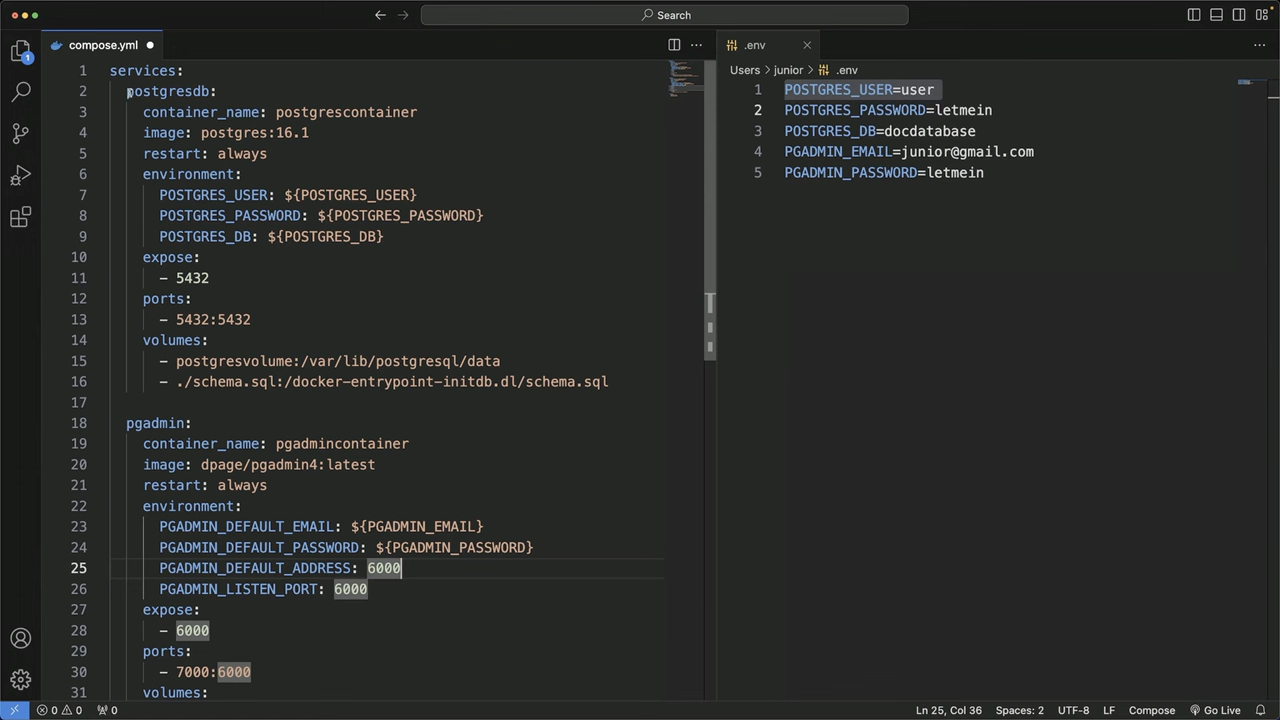 Search
1
compose.yml
.env
1 services:
2 postgresdb:
3 container_name: postgrescontainer
4 image: postgres:16.1
5 restart: always
6 environment:
7 POSTGRES_USER: ${POSTGRES_USER}
8 POSTGRES_PASSWORD: ${POSTGRES_PASSWORD}
9 POSTGRES_DB: ${POSTGRES_DB}
10 expose:
11 - 5432
12 ports:
13 - 5432:5432
14 volumes:
15 - postgresvolume:/var/lib/postgresql/data
16 - ./schema.sql:/docker-entrypoint-initdb.dl/schema.sql
17
18 pgadmin:
19 container_name: pgadmincontainer
20 image: dpage/pgadmin4:latest
21 restart: always
22 environment:
23 PGADMIN_DEFAULT_EMAIL: ${PGADMIN_EMAIL}
24 PGADMIN_DEFAULT_PASSWORD: ${PGADMIN_PASSWORD}
25 PGADMIN_DEFAULT_ADDRESS: 6000
26 PGADMIN_LISTEN_PORT: 6000
27 expose:
28 - 6000
29 ports:
30 - 7000:6000
31 volumes:
Users > junior > .env
1 POSTGRES_USER=user
2 POSTGRES_PASSWORD=letmein
3 POSTGRES_DB=docdatabase
4 PGADMIN_EMAIL=junior@gmail.com
5 PGADMIN_PASSWORD=letmein
0 0 0 Ln 25, Col 36 Spaces: 2 UTF-8 LF Compose Go Live